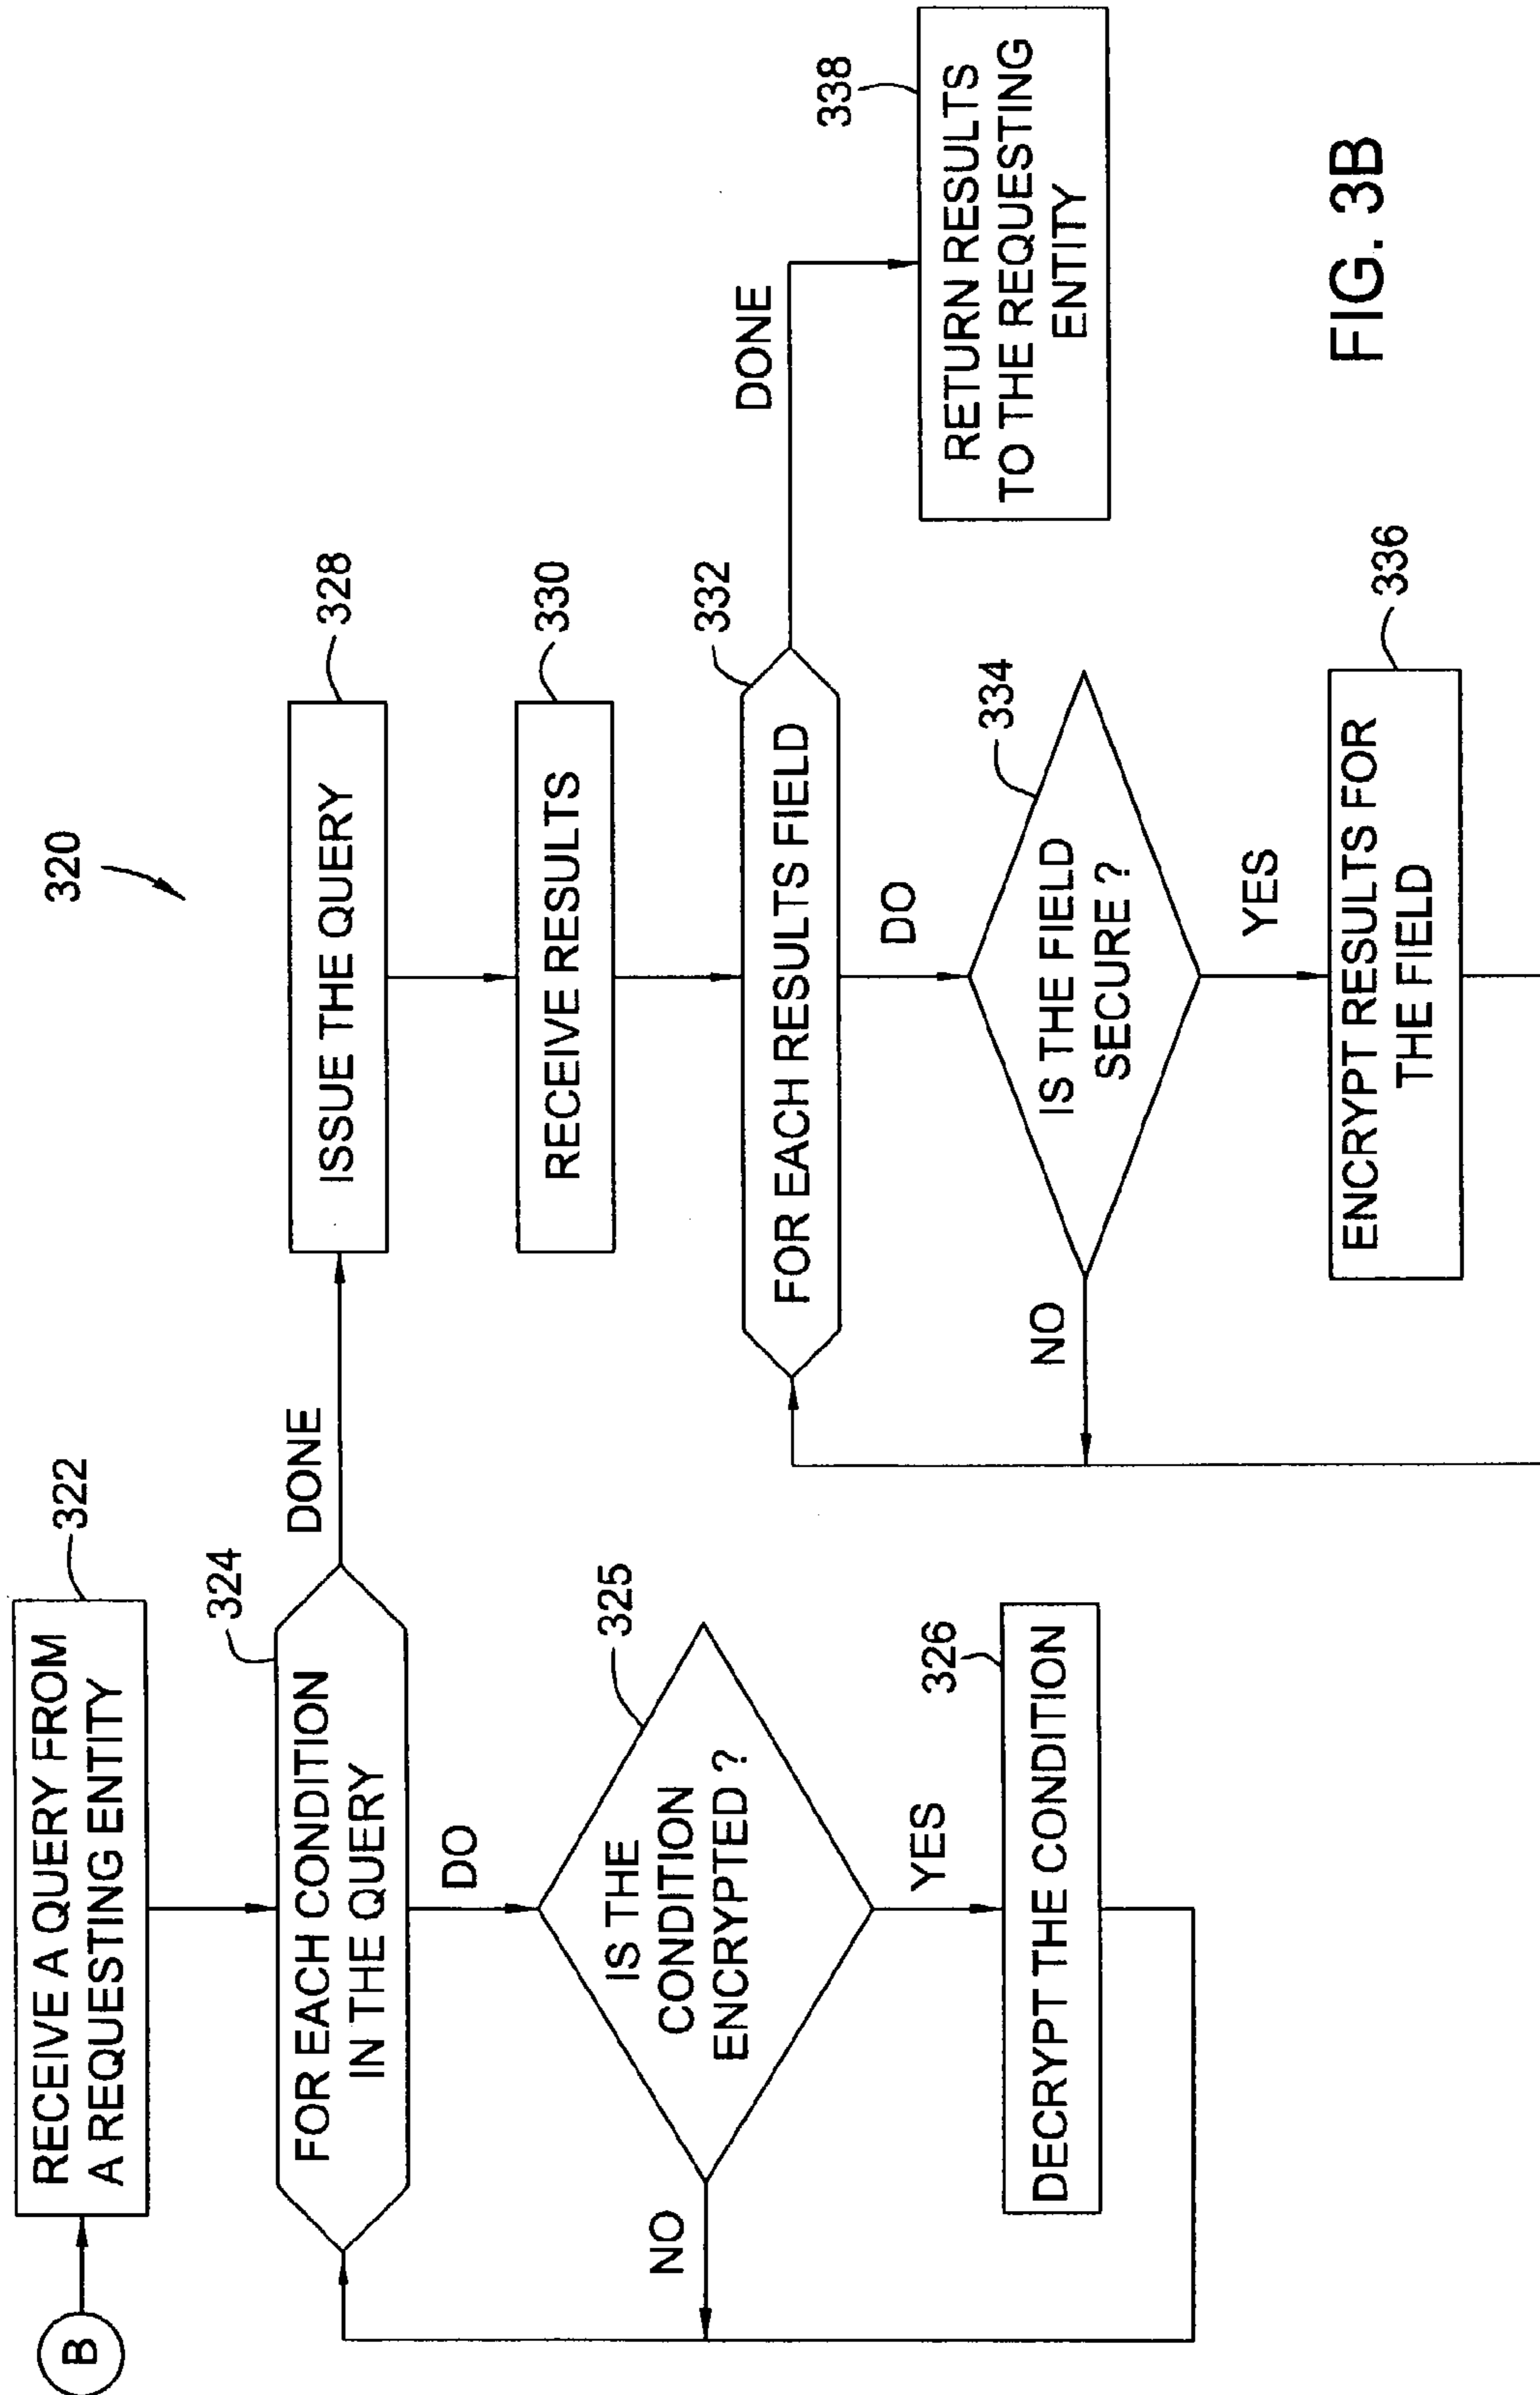 320
B
RECEIVE A QUERY FROM
A REQUESTING ENTITY
322
FOR EACH CONDITION
IN THE QUERY
324
DONE
DO
IS THE
CONDITION
ENCRYPTED ?
325
NO
YES
DECRYPT THE CONDITION
326
ISSUE THE QUERY
328
RECEIVE RESULTS
330
FOR EACH RESULTS FIELD
332
DONE
DO
IS THE FIELD
SECURE ?
334
NO
YES
ENCRYPT RESULTS FOR
THE FIELD
336
RETURN RESULTS
TO THE REQUESTING
ENTITY
338
FIG. 3B